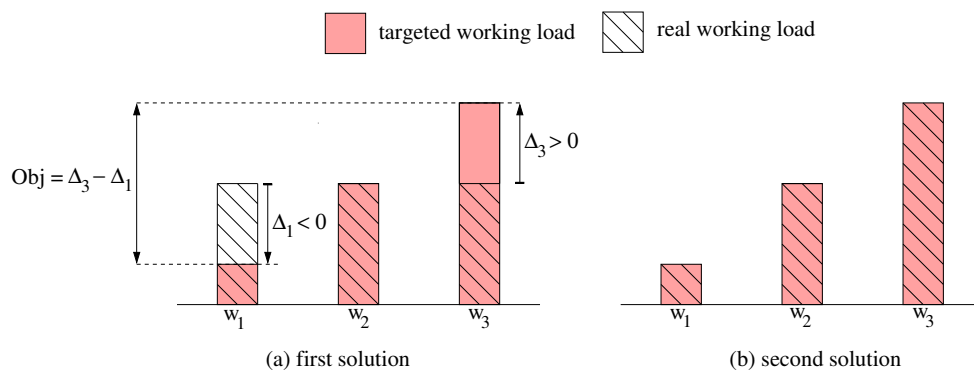 targeted working load
real working load
Obj = Δ₃ − Δ₁
Δ₁ < 0
Δ₃ > 0
w₁
w₂
w₃
w₁
w₂
w₃
(a) first solution
(b) second solution